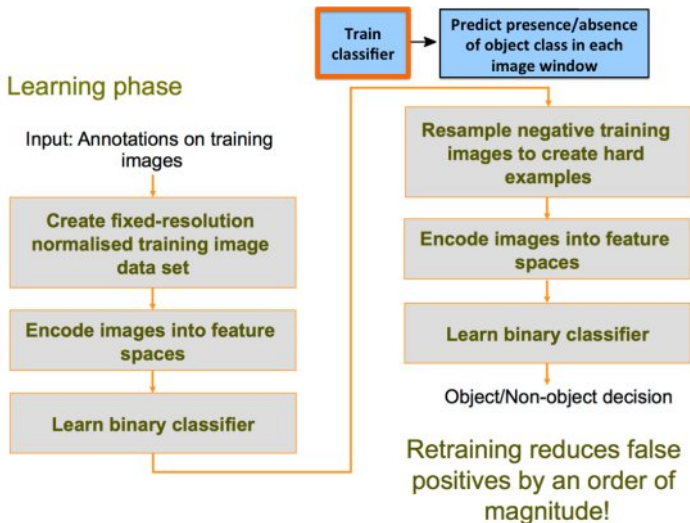 Train
classifier
Predict presence/absence
of object class in each
image window
Learning phase
Input: Annotations on training
images
Create fixed-resolution
normalised training image
data set
Encode images into feature
spaces
Learn binary classifier
Resample negative training
images to create hard
examples
Encode images into feature
spaces
Learn binary classifier
Object/Non-object decision
Retraining reduces false
positives by an order of
magnitude!